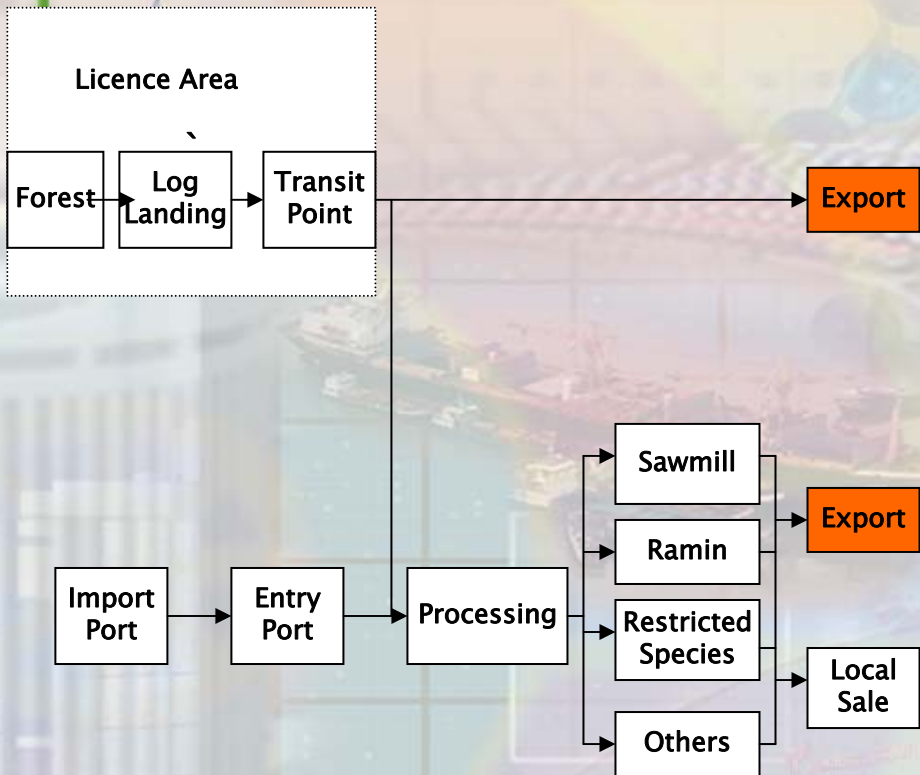 Licence Area
`
Forest
Log
Landing
Transit
Point
Export
Sawmill
Export
Ramin
Import
Port
Entry
Port
Processing
Restricted
Species
Local
Sale
Others